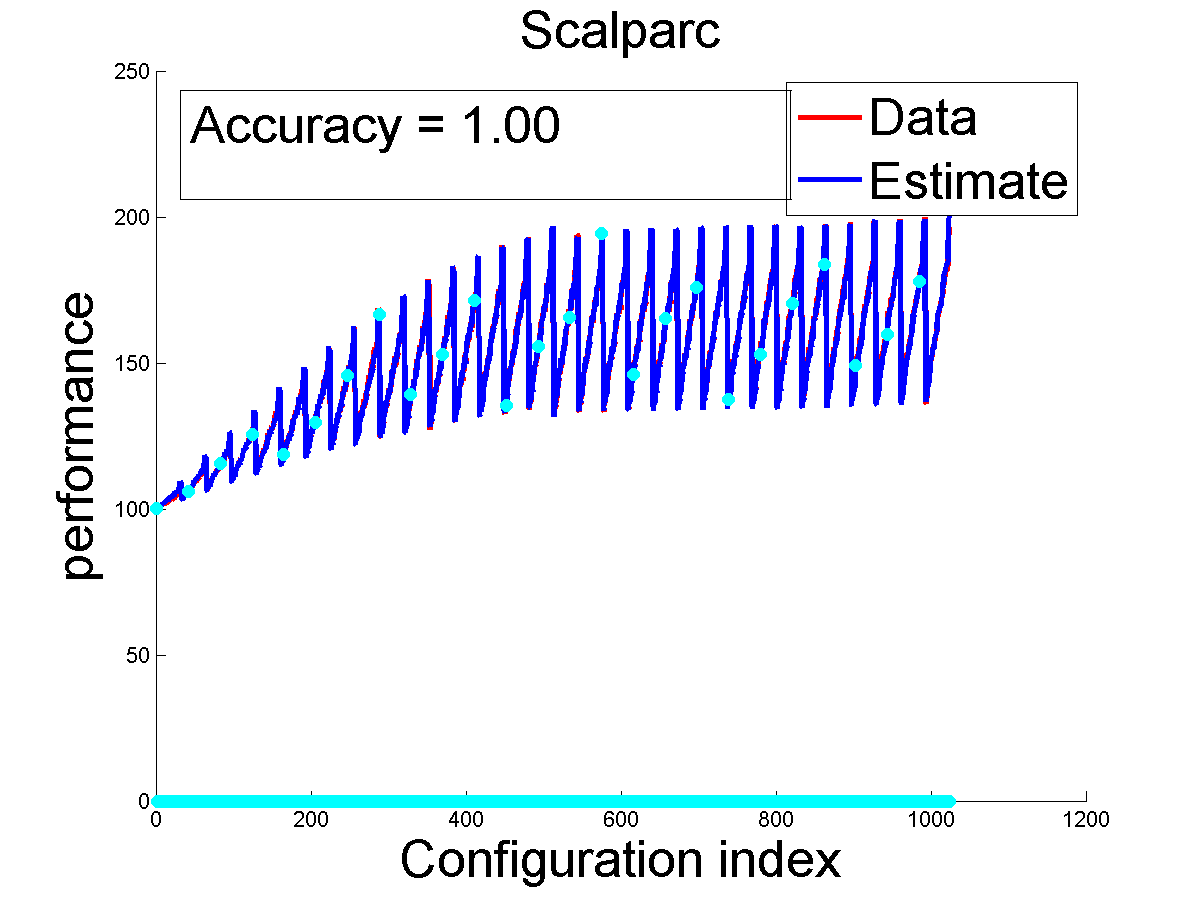 Scalparc
Accuracy = 1.00
Data
Estimate
250
200
150
100
50
0
performance
0 200 400 600 800 1000 1200
Configuration index